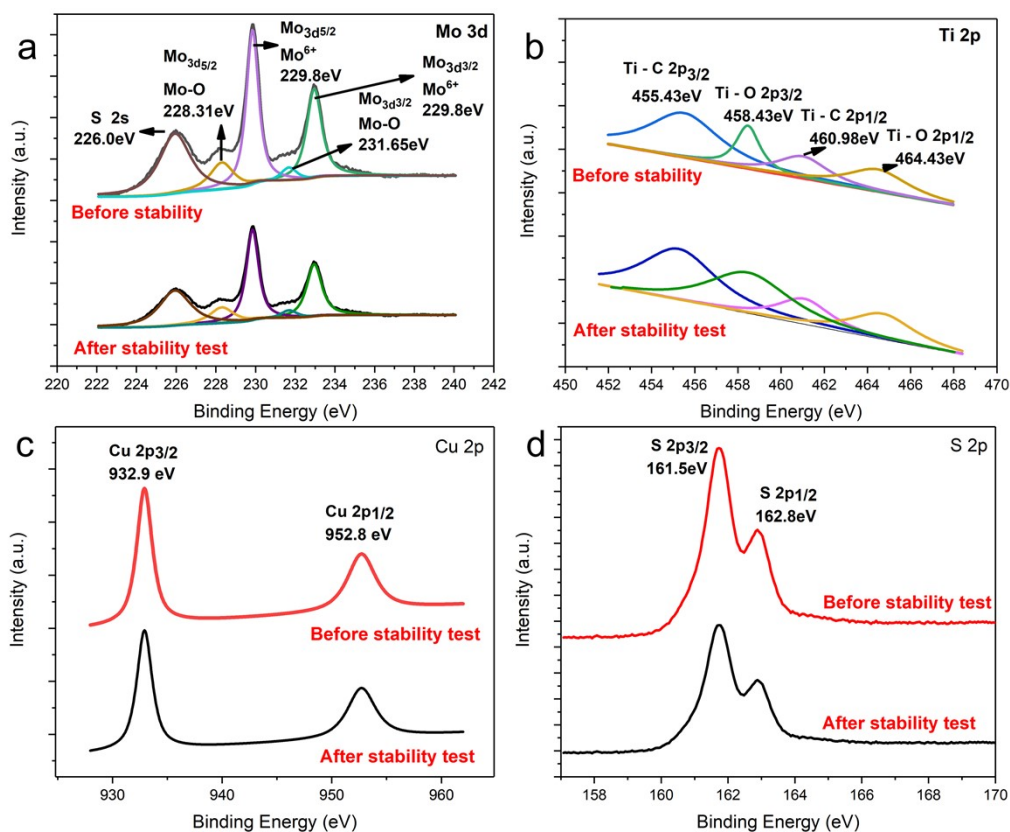 a
Mo 3d
Mo3d5/2
Mo-O
228.31eV
S 2s
226.0eV
Mo3d5/2
Mo6+
229.8eV
Mo3d3/2
Mo-O
231.65eV
Mo3d3/2
Mo6+
229.8eV
Before stability
After stability test
Intensity (a.u.)
220 222 224 226 228 230 232 234 236 238 240 242
Binding Energy (eV)
b
Ti 2p
Ti - C 2p3/2
455.43eV
Ti - O 2p3/2
458.43eV
Ti - C 2p1/2
460.98eV
Ti - O 2p1/2
464.43eV
Before stability
After stability test
Intensity (a.u.)
450 452 454 456 458 460 462 464 466 468 470
Binding Energy (eV)
c
Cu 2p
Cu 2p3/2
932.9 eV
Cu 2p1/2
952.8 eV
Before stability test
After stability test
Intensity (a.u.)
930 940 950 960
Binding Energy (eV)
d
S 2p
S 2p3/2
161.5eV
S 2p1/2
162.8eV
Before stability test
After stability test
Intensity (a.u.)
158 160 162 164 166 168 170
Binding Energy (eV)